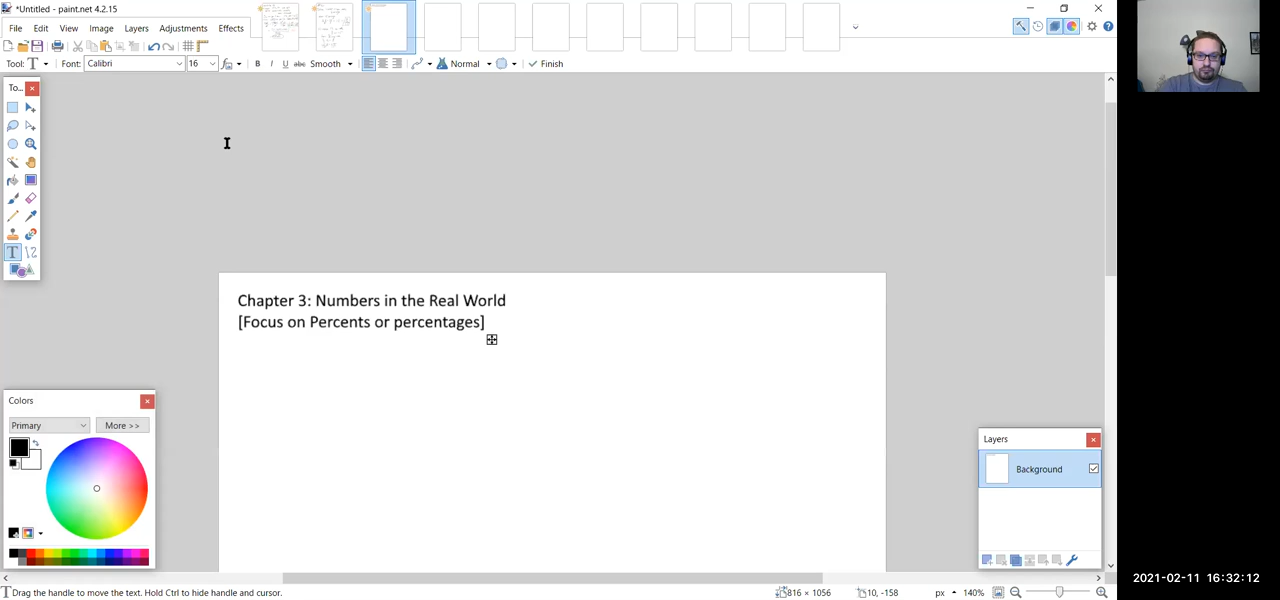 *Untitled - paint.net 4.2.15
File Edit View Image Layers Adjustments Effects
Tool: T Font: Calibri 16 B I U abc Smooth Normal Finish
To...
Chapter 3: Numbers in the Real World
[Focus on Percents or percentages]
Colors
Primary More >>
Layers
Background
Drag the handle to move the text. Hold Ctrl to hide handle and cursor. 816 × 1056 10, -158 px 140%
2021-02-11 16:32:12